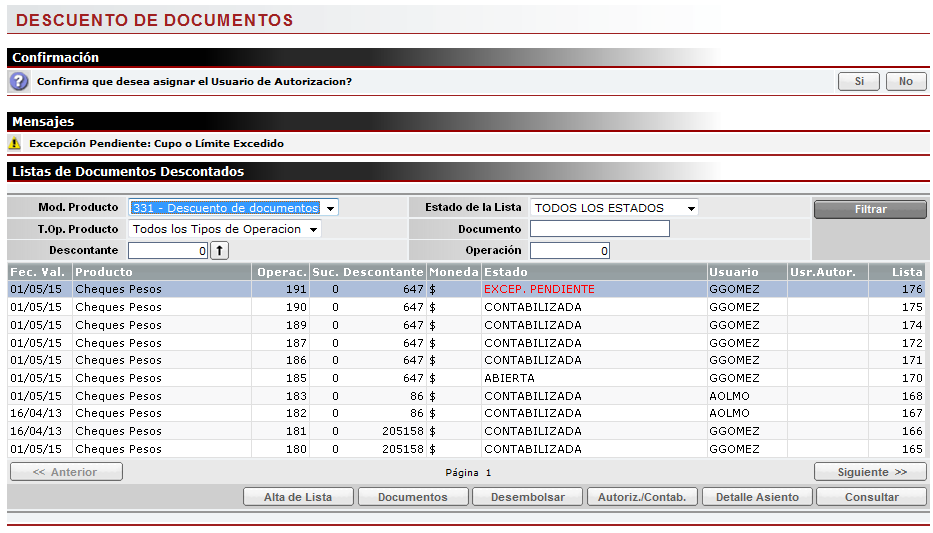 DESCUENTO DE DOCUMENTOS
Confirmación
Confirma que desea asignar el Usuario de Autorizacion? Si No
Mensajes
Excepción Pendiente: Cupo o Límite Excedido
Listas de Documentos Descontados
Mod. Producto 331 - Descuento de documentos Estado de la Lista TODOS LOS ESTADOS Filtrar
T.Op. Producto Todos los Tipos de Operacion Documento
Descontante 0 Operación 0
Fec. Val. Producto Operac. Suc. Descontante Moneda Estado Usuario Usr.Autor. Lista
01/05/15 Cheques Pesos 191 0 647 $ EXCEP. PENDIENTE GGOMEZ 176
01/05/15 Cheques Pesos 190 0 647 $ CONTABILIZADA GGOMEZ 175
01/05/15 Cheques Pesos 189 0 647 $ CONTABILIZADA GGOMEZ 174
01/05/15 Cheques Pesos 187 0 647 $ CONTABILIZADA GGOMEZ 172
01/05/15 Cheques Pesos 186 0 647 $ CONTABILIZADA GGOMEZ 171
01/05/15 Cheques Pesos 185 0 647 $ ABIERTA GGOMEZ 170
01/05/15 Cheques Pesos 183 0 86 $ CONTABILIZADA AOLMO 168
16/04/13 Cheques Pesos 182 0 86 $ CONTABILIZADA AOLMO 167
16/04/13 Cheques Pesos 181 0 205158 $ CONTABILIZADA GGOMEZ 166
01/05/15 Cheques Pesos 180 0 205158 $ CONTABILIZADA GGOMEZ 165
<< Anterior Página 1 Siguiente >>
Alta de Lista Documentos Desembolsar Autoriz./Contab. Detalle Asiento Consultar